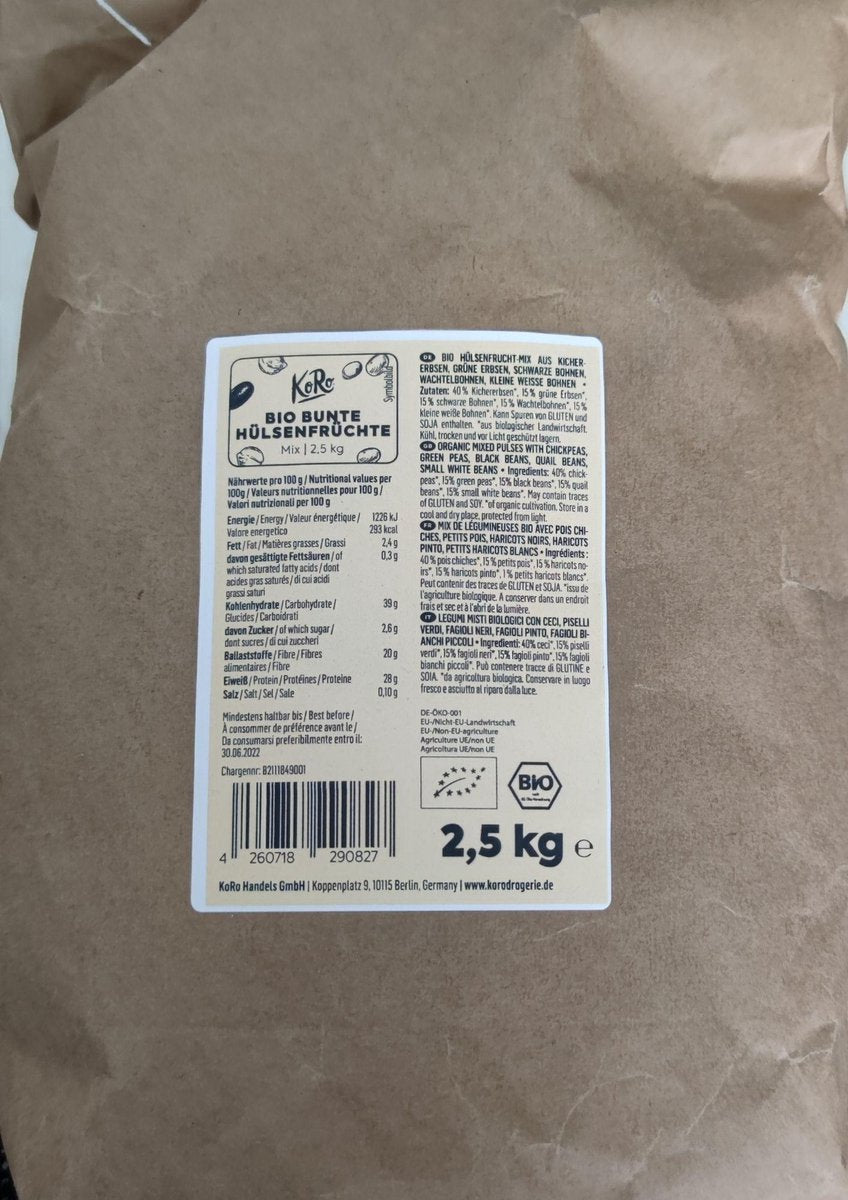 KoRo
Symbolbild
BIO BUNTE
HÜLSENFRÜCHTE
Mix | 2,5 kg
Nährwerte pro 100 g / Nutritional values per
100g / Valeurs nutritionnelles pour 100 g /
Valori nutrizionali per 100 g
Energie / Energy / Valeur énergétique / 1226 kJ
Valore energetico 293 kcal
Fett / Fat / Matières grasses / Grassi 2,4 g
davon gesättigte Fettsäuren / of 0,3 g
which saturated fatty acids / dont
acides gras saturés / di cui acidi
grassi saturi
Kohlenhydrate / Carbohydrate / 39 g
Glucides / Carboidrati
davon Zucker / of which sugar / 2,6 g
dont sucres / di cui zuccheri
Ballaststoffe / Fibre / Fibres 20 g
alimentaires / Fibre
Eiweiß / Protein / Protéines / Proteine 28 g
Salz / Salt / Sel / Sale 0,10 g
Mindestens haltbar bis / Best before /
À consommer de préférence avant le /
Da consumarsi preferibilmente entro il:
30.06.2022
Chargennr: B2111849001
4 260718 290827
DE BIO HÜLSENFRUCHT-MIX AUS KICHER-
ERBSEN, GRÜNE ERBSEN, SCHWARZE BOHNEN,
WACHTELBOHNEN, KLEINE WEISSE BOHNEN •
Zutaten: 40% Kichererbsen*, 15% grüne Erbsen*,
15% schwarze Bohnen*, 15% Wachtelbohnen*, 15%
kleine weiße Bohnen*. Kann Spuren von GLUTEN und
SOJA enthalten. *aus biologischer Landwirtschaft.
Kühl, trocken und vor Licht geschützt lagern.
GB ORGANIC MIXED PULSES WITH CHICKPEAS,
GREEN PEAS, BLACK BEANS, QUAIL BEANS,
SMALL WHITE BEANS • Ingredients: 40% chick-
peas*, 15% green peas*, 15% black beans*, 15% quail
beans*, 15% small white beans*. May contain traces
of GLUTEN and SOY. *of organic cultivation. Store in a
cool and dry place, protected from light.
FR MIX DE LÉGUMINEUSES BIO AVEC POIS CHI-
CHES, PETITS POIS, HARICOTS NOIRS, HARICOTS
PINTO, PETITS HARICOTS BLANCS • Ingrédients :
40% pois chiches*, 15% petits pois*, 15% haricots no-
irs*, 15% haricots pinto*, 1% petits haricots blancs*.
Peut contenir des traces de GLUTEN et SOJA. *issu de
l'agriculture biologique. A conserver dans un endroit
frais et sec et à l'abri de la lumière.
IT LEGUMI MISTI BIOLOGICI CON CECI, PISELLI
VERDI, FAGIOLI NERI, FAGIOLI PINTO, FAGIOLI BI-
ANCHI PICCOLI • Ingredienti: 40% ceci*, 15% piselli
verdi*, 15% fagioli neri*, 15% fagioli pinto*, 15% fagioli
bianchi piccoli*. Può contenere tracce di GLUTINE e
SOIA. *da agricoltura biologica. Conservare in luogo
fresco e asciutto al riparo dalla luce.
DE-ÖKO-001
EU-/Nicht-EU-Landwirtschaft
EU-/Non-EU-agriculture
Agriculture UE/non UE
Agricoltura UE/non UE
Bio
2,5 kg e
KoRo Handels GmbH | Koppenplatz 9, 10115 Berlin, Germany | www.korodrogerie.de